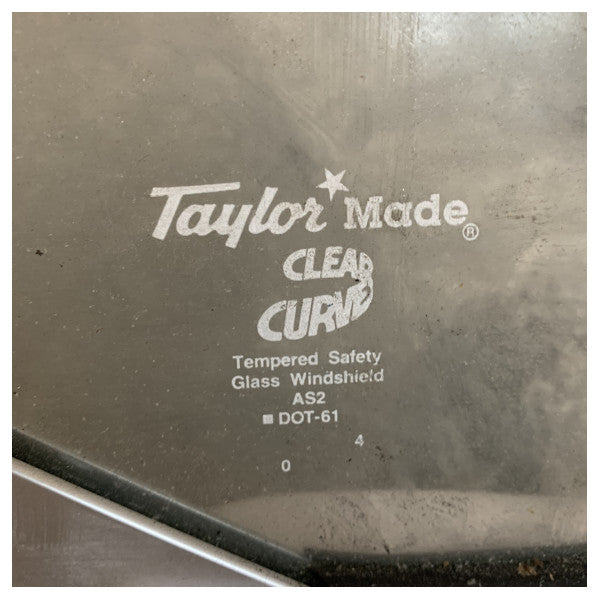 Taylor Made®
CLEAR
CURVE
Tempered Safety
Glass Windshield
AS2
■ DOT-61
4
0